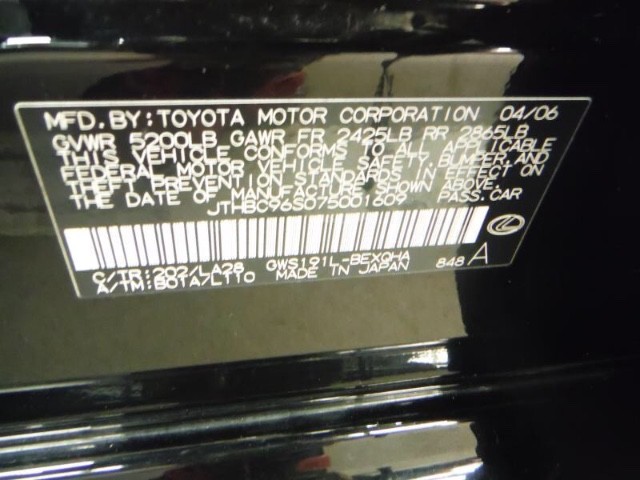 MFD. BY: TOYOTA MOTOR CORPORATION 04/06
GVWR 5200LB GAWR FR 2425LB RR 2865LB
THIS VEHICLE CONFORMS TO ALL APPLICABLE
FEDERAL MOTOR VEHICLE SAFETY, BUMPER, AND
THEFT PREVENTION STANDARDS IN EFFECT ON
THE DATE OF MANUFACTURE SHOWN ABOVE.
JTHBC96S075001609 PASS. CAR
C/TR: 202/LA28 GWS191L-BEXQHA
A/TM: B01A/L110 MADE IN JAPAN 848 A